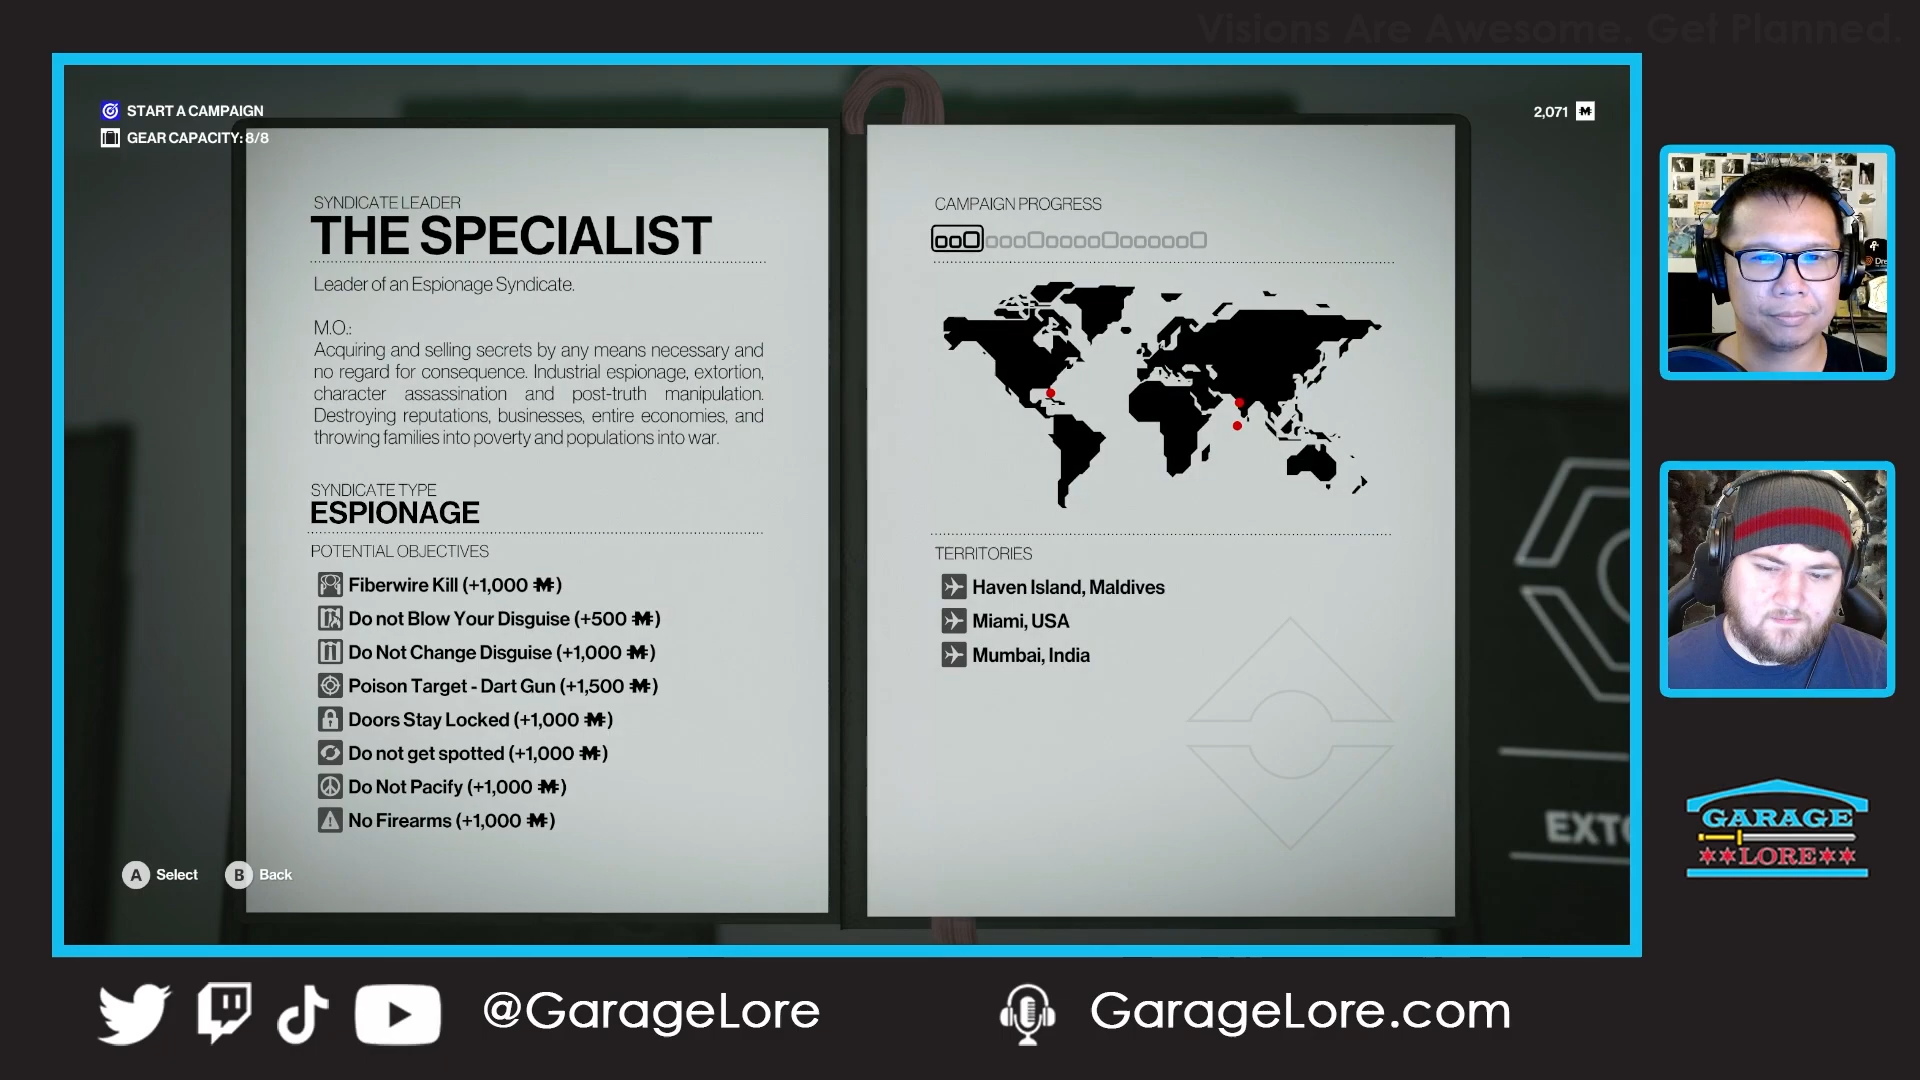 Visions Are Awesome. Get Planned.
START A CAMPAIGN
GEAR CAPACITY: 8/8
2,071
SYNDICATE LEADER
THE SPECIALIST
Leader of an Espionage Syndicate.
M.O.:
Acquiring and selling secrets by any means necessary and
no regard for consequence. Industrial espionage, extortion,
character assassination and post-truth manipulation.
Destroying reputations, businesses, entire economies, and
throwing families into poverty and populations into war.
SYNDICATE TYPE
ESPIONAGE
POTENTIAL OBJECTIVES
Fiberwire Kill (+1,000 M)
Do not Blow Your Disguise (+500 M)
Do Not Change Disguise (+1,000 M)
Poison Target - Dart Gun (+1,500 M)
Doors Stay Locked (+1,000 M)
Do not get spotted (+1,000 M)
Do Not Pacify (+1,000 M)
No Firearms (+1,000 M)
CAMPAIGN PROGRESS
TERRITORIES
Haven Island, Maldives
Miami, USA
Mumbai, India
A Select
B Back
GARAGE
LORE
@GarageLore
GarageLore.com